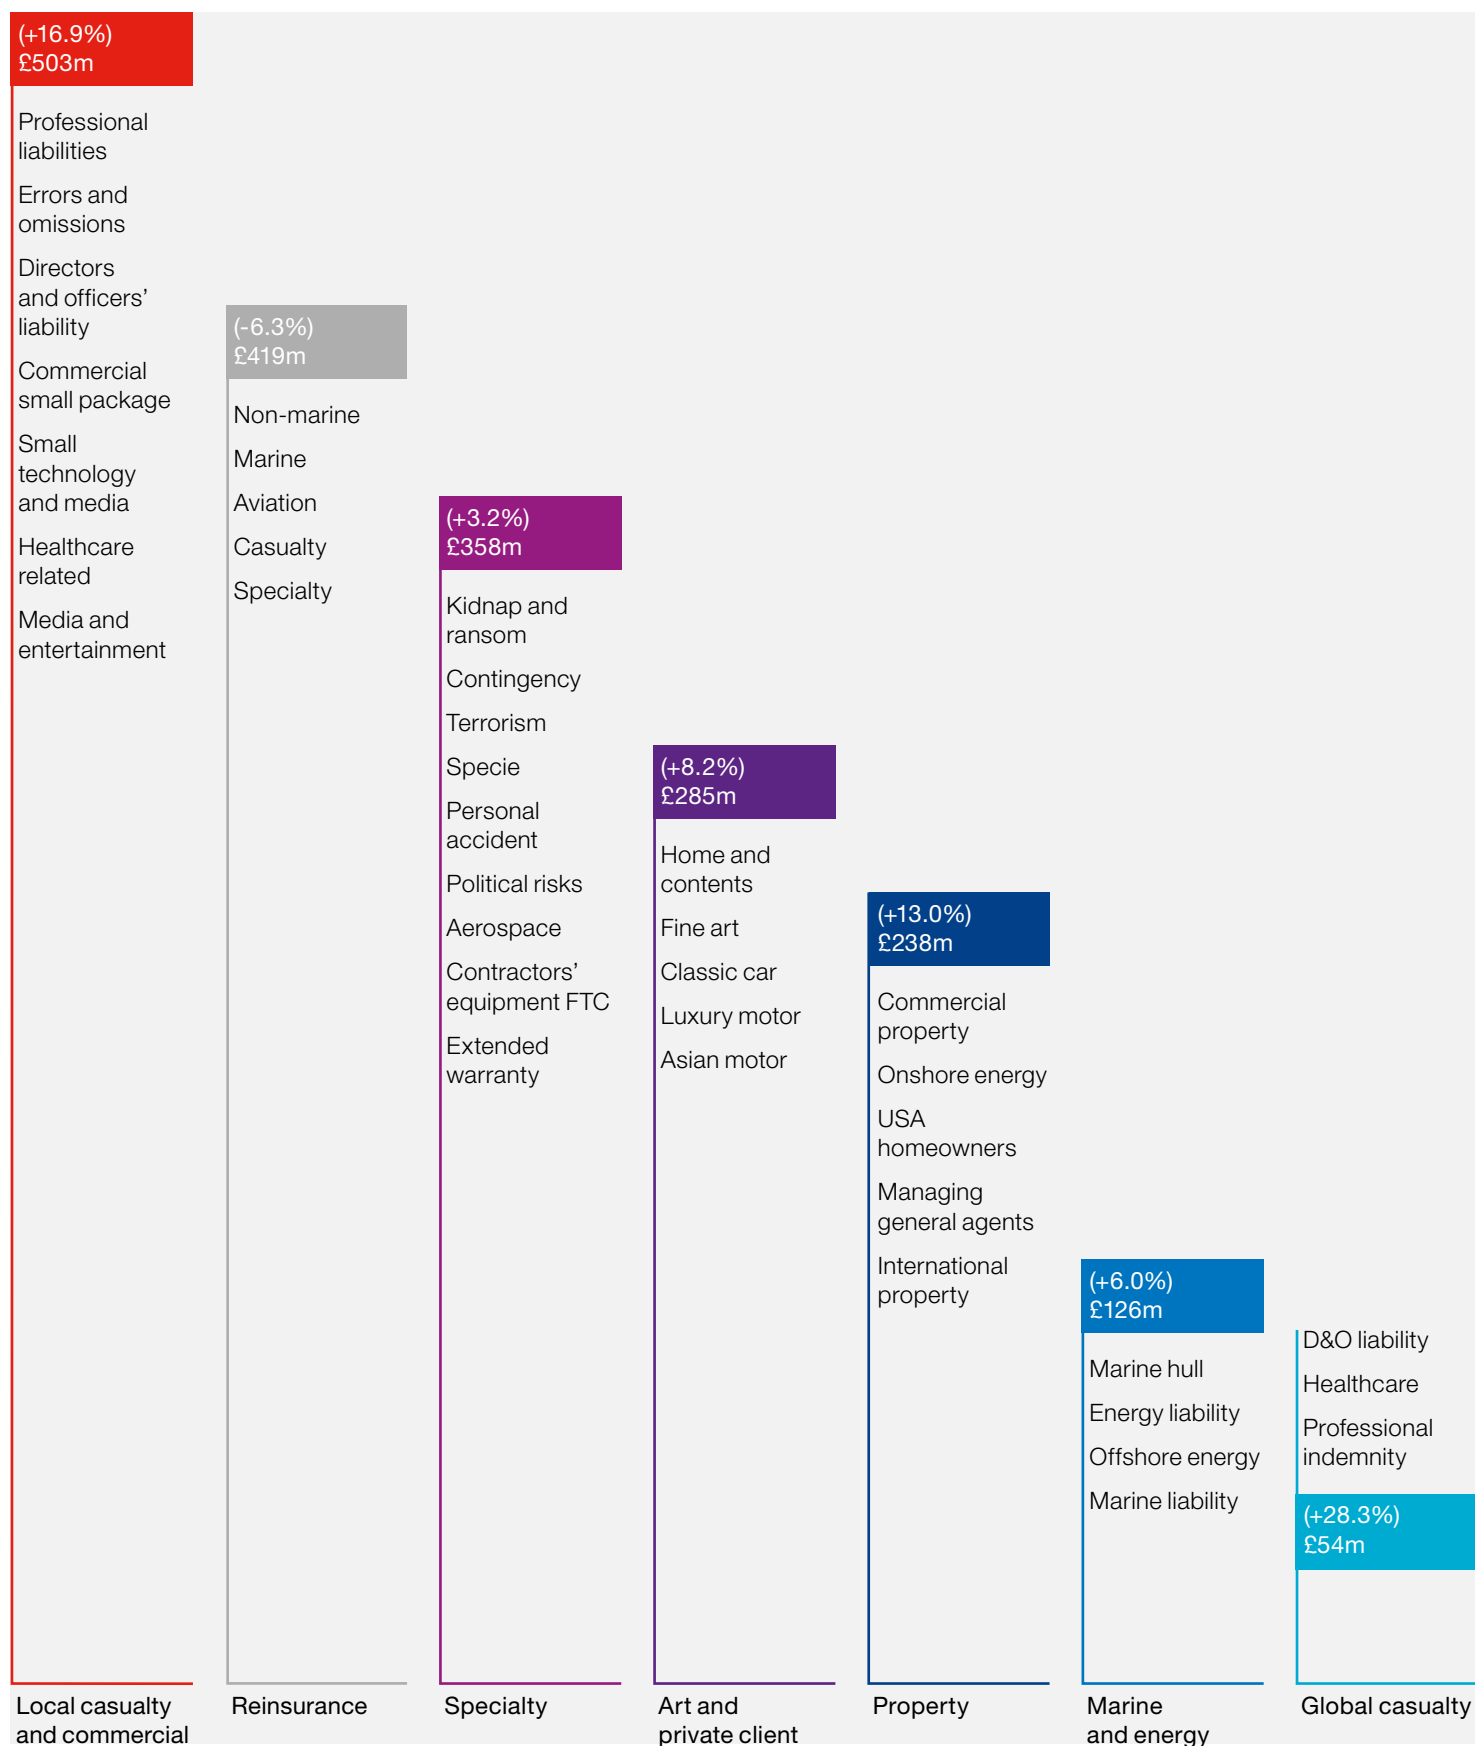 (+16.9%)
£503m
Professional
liabilities
Errors and
omissions
Directors
and officers’
liability
Commercial
small package
Small
technology
and media
Healthcare
related
Media and
entertainment
Local casualty
and commercial
(-6.3%)
£419m
Non-marine
Marine
Aviation
Casualty
Specialty
Reinsurance
(+3.2%)
£358m
Kidnap and
ransom
Contingency
Terrorism
Specie
Personal
accident
Political risks
Aerospace
Contractors’
equipment FTC
Extended
warranty
Specialty
(+8.2%)
£285m
Home and
contents
Fine art
Classic car
Luxury motor
Asian motor
Art and
private client
(+13.0%)
£238m
Commercial
property
Onshore energy
USA
homeowners
Managing
general agents
International
property
Property
(+6.0%)
£126m
Marine hull
Energy liability
Offshore energy
Marine liability
Marine
and energy
D&O liability
Healthcare
Professional
indemnity
(+28.3%)
£54m
Global casualty